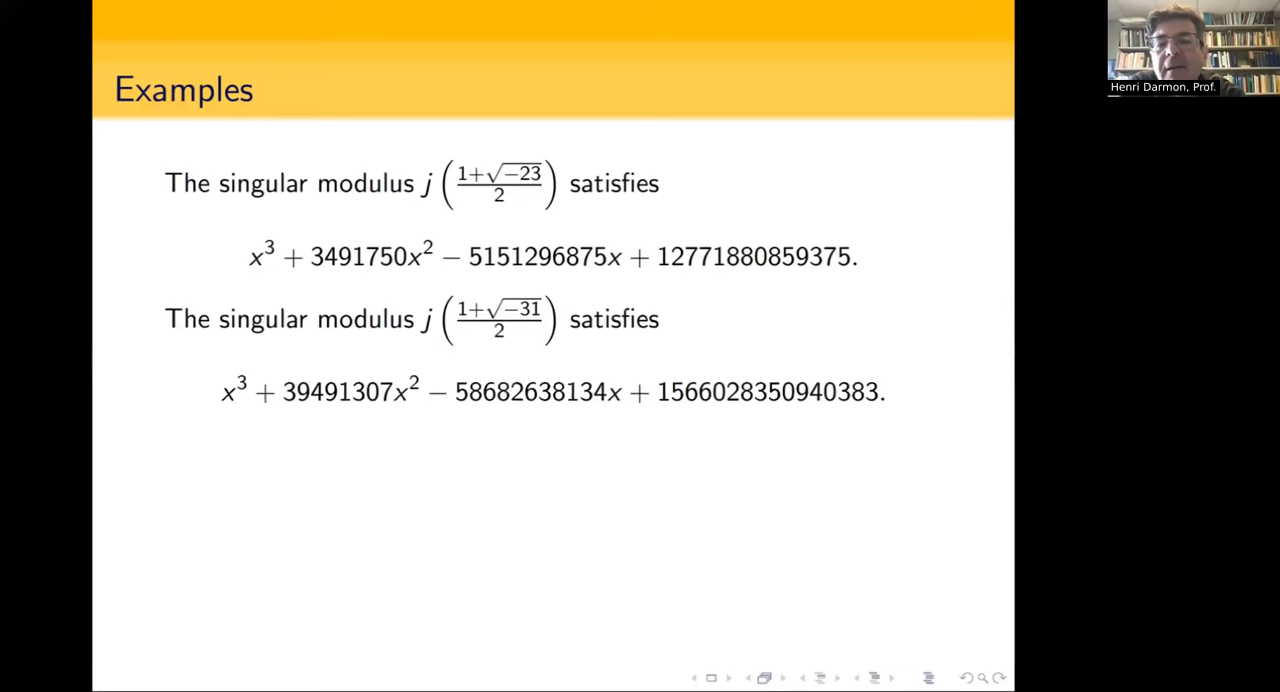 Examples
The singular modulus j((1+√−23)/2) satisfies
x³ + 3491750x² − 5151296875x + 12771880859375.
The singular modulus j((1+√−31)/2) satisfies
x³ + 39491307x² − 58682638134x + 1566028350940383.
Henri Darmon, Prof.